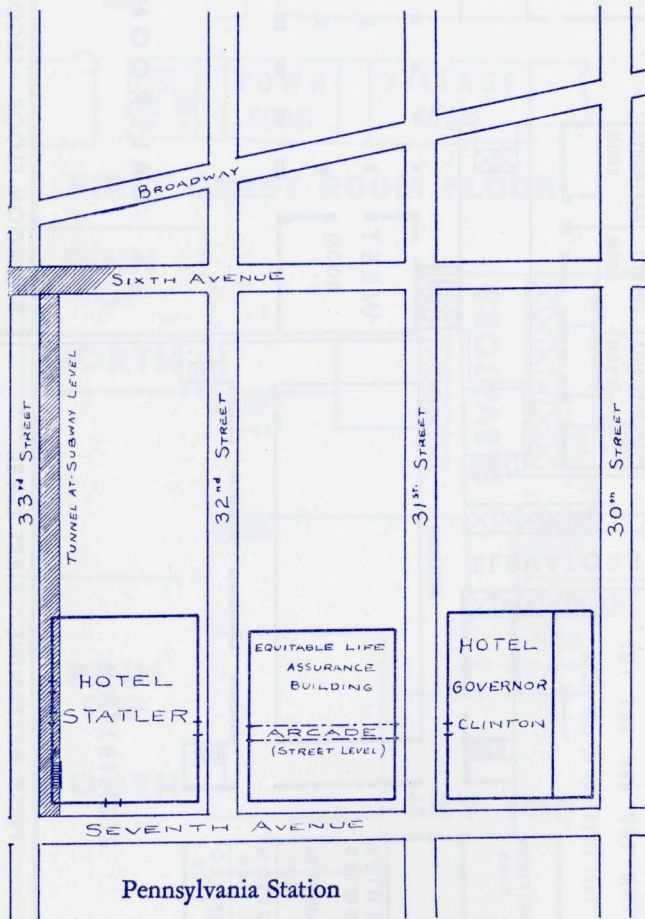 BROADWAY
SIXTH AVENUE
33rd STREET
TUNNEL AT SUBWAY LEVEL
32nd STREET
31ST. STREET
30th STREET
HOTEL
STATLER
EQUITABLE LIFE
ASSURANCE
BUILDING
ARCADE
(STREET LEVEL)
HOTEL
GOVERNOR
CLINTON
SEVENTH AVENUE
Pennsylvania Station